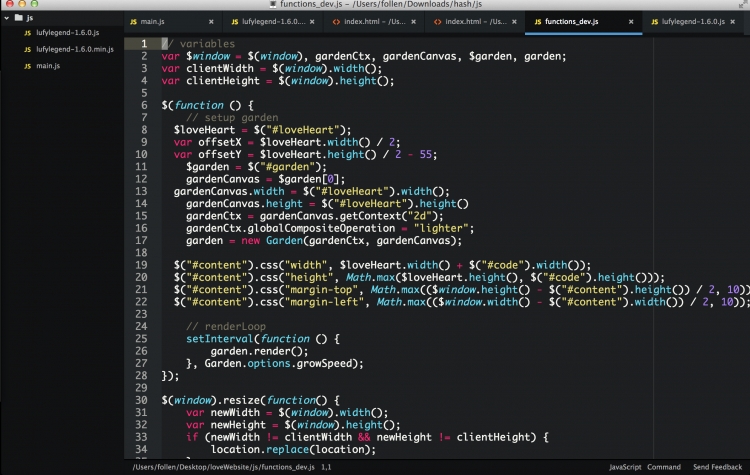 functions_dev.js - /Users/follen/Downloads/hash/js
js
lufylegend-1.6.0.js
lufylegend-1.6.0.min.js
main.js
main.js
lufylegend-1.6.0....
index.html - /Us...
index.html - /Us...
functions_dev.js
lufylegend-1.6.0.js
1 // variables
2 var $window = $(window), gardenCtx, gardenCanvas, $garden, garden;
3 var clientWidth = $(window).width();
4 var clientHeight = $(window).height();
5
6 $(function () {
7 // setup garden
8 $loveHeart = $("#loveHeart");
9 var offsetX = $loveHeart.width() / 2;
10 var offsetY = $loveHeart.height() / 2 - 55;
11 $garden = $("#garden");
12 gardenCanvas = $garden[0];
13 gardenCanvas.width = $("#loveHeart").width();
14 gardenCanvas.height = $("#loveHeart").height()
15 gardenCtx = gardenCanvas.getContext("2d");
16 gardenCtx.globalCompositeOperation = "lighter";
17 garden = new Garden(gardenCtx, gardenCanvas);
18
19 $("#content").css("width", $loveHeart.width() + $("#code").width());
20 $("#content").css("height", Math.max($loveHeart.height(), $("#code").height()));
21 $("#content").css("margin-top", Math.max(($window.height() - $("#content").height()) / 2, 10))
22 $("#content").css("margin-left", Math.max(($window.width() - $("#content").width()) / 2, 10));
23
24 // renderLoop
25 setInterval(function () {
26 garden.render();
27 }, Garden.options.growSpeed);
28 });
29
30 $(window).resize(function() {
31 var newWidth = $(window).width();
32 var newHeight = $(window).height();
33 if (newWidth != clientWidth && newHeight != clientHeight) {
34 location.replace(location);
/Users/follen/Desktop/loveWebsite/js/functions_dev.js 1,1 JavaScript Command Send Feedback